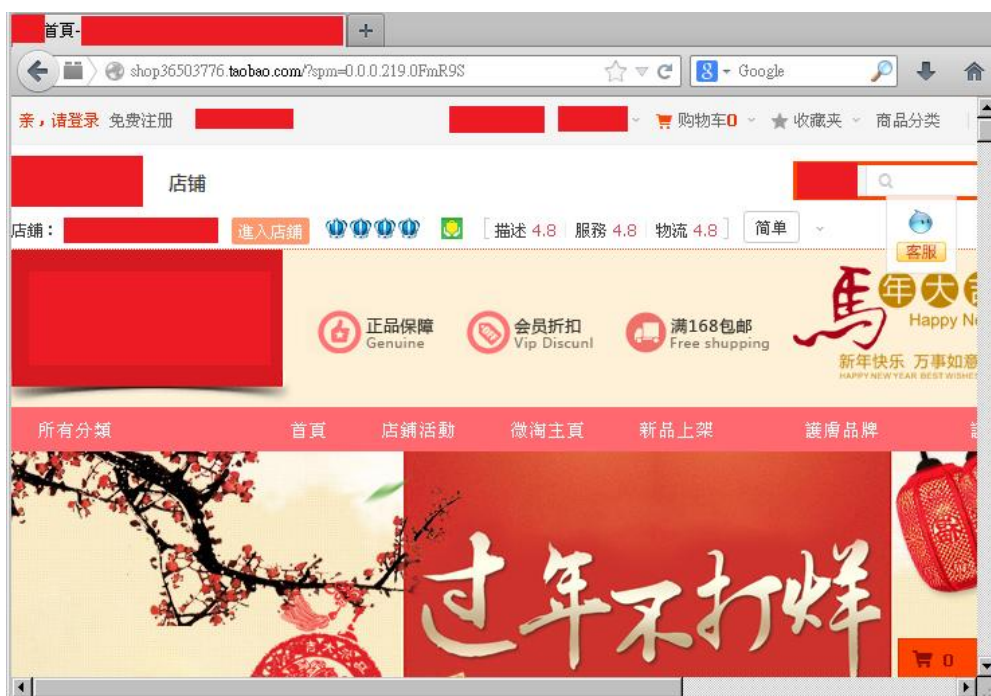 首頁-
shop36503776.taobao.com/?spm=0.0.0.219.0FmR9S
Google
亲，请登录 免费注册 购物车0 收藏夹 商品分类
店铺
店鋪： 進入店鋪 描述 4.8 服務 4.8 物流 4.8 简单
客服
正品保障 会员折扣 满168包邮
Genuine Vip Discunl Free shupping
馬年大吉
Happy Ne
新年快乐 万事如意
HAPPY NEW YEAR BEST WISHES
所有分類 首頁 店鋪活動 微淘主頁 新品上架 護膚品牌
过年不打烊
0